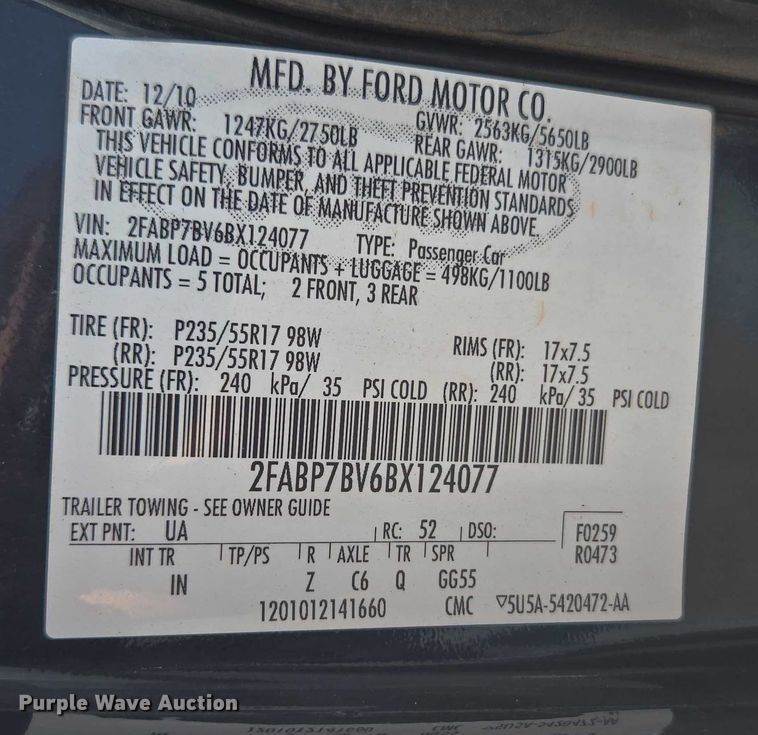 MFD. BY FORD MOTOR CO.
DATE: 12/10
GVWR: 2563KG/5650LB
FRONT GAWR: 1247KG/2750LB
REAR GAWR: 1315KG/2900LB
THIS VEHICLE CONFORMS TO ALL APPLICABLE FEDERAL MOTOR
VEHICLE SAFETY, BUMPER, AND THEFT PREVENTION STANDARDS
IN EFFECT ON THE DATE OF MANUFACTURE SHOWN ABOVE.
VIN: 2FABP7BV6BX124077 TYPE: Passenger Car
MAXIMUM LOAD = OCCUPANTS + LUGGAGE = 498KG/1100LB
OCCUPANTS = 5 TOTAL; 2 FRONT, 3 REAR
TIRE (FR): P235/55R17 98W RIMS (FR): 17x7.5
(RR): P235/55R17 98W (RR): 17x7.5
PRESSURE (FR): 240 kPa/ 35 PSI COLD (RR): 240 kPa/ 35 PSI COLD
2FABP7BV6BX124077
TRAILER TOWING - SEE OWNER GUIDE
EXT PNT: UA RC: 52 DSO: F0259
INT TR TP/PS R AXLE TR SPR R0473
IN Z C6 Q GG55
1201012141660 CMC ▽5U5A-5420472-AA
Purple Wave Auction